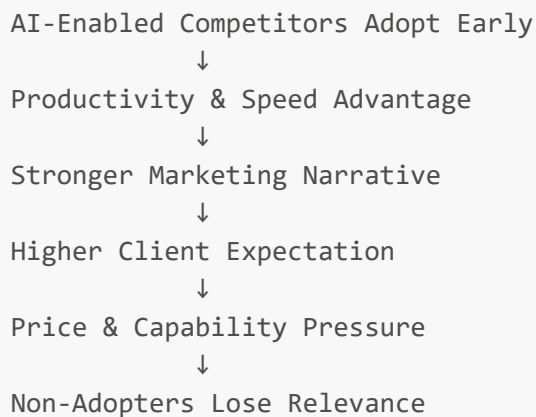 AI-Enabled Competitors Adopt Early
↓
Productivity & Speed Advantage
↓
Stronger Marketing Narrative
↓
Higher Client Expectation
↓
Price & Capability Pressure
↓
Non-Adopters Lose Relevance